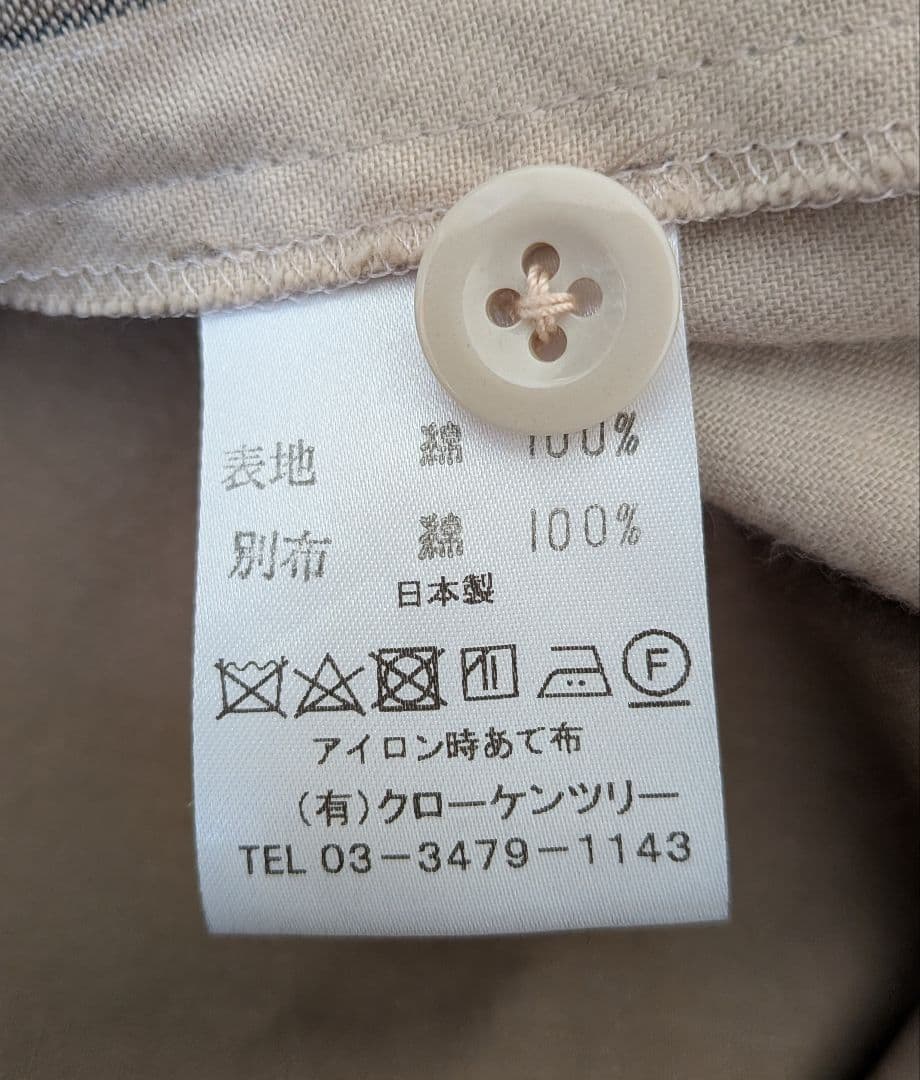 表地 綿 100%
別布 綿 100%
日本製
F
アイロン時あて布
(有)クローケンツリー
TEL 03-3479-1143